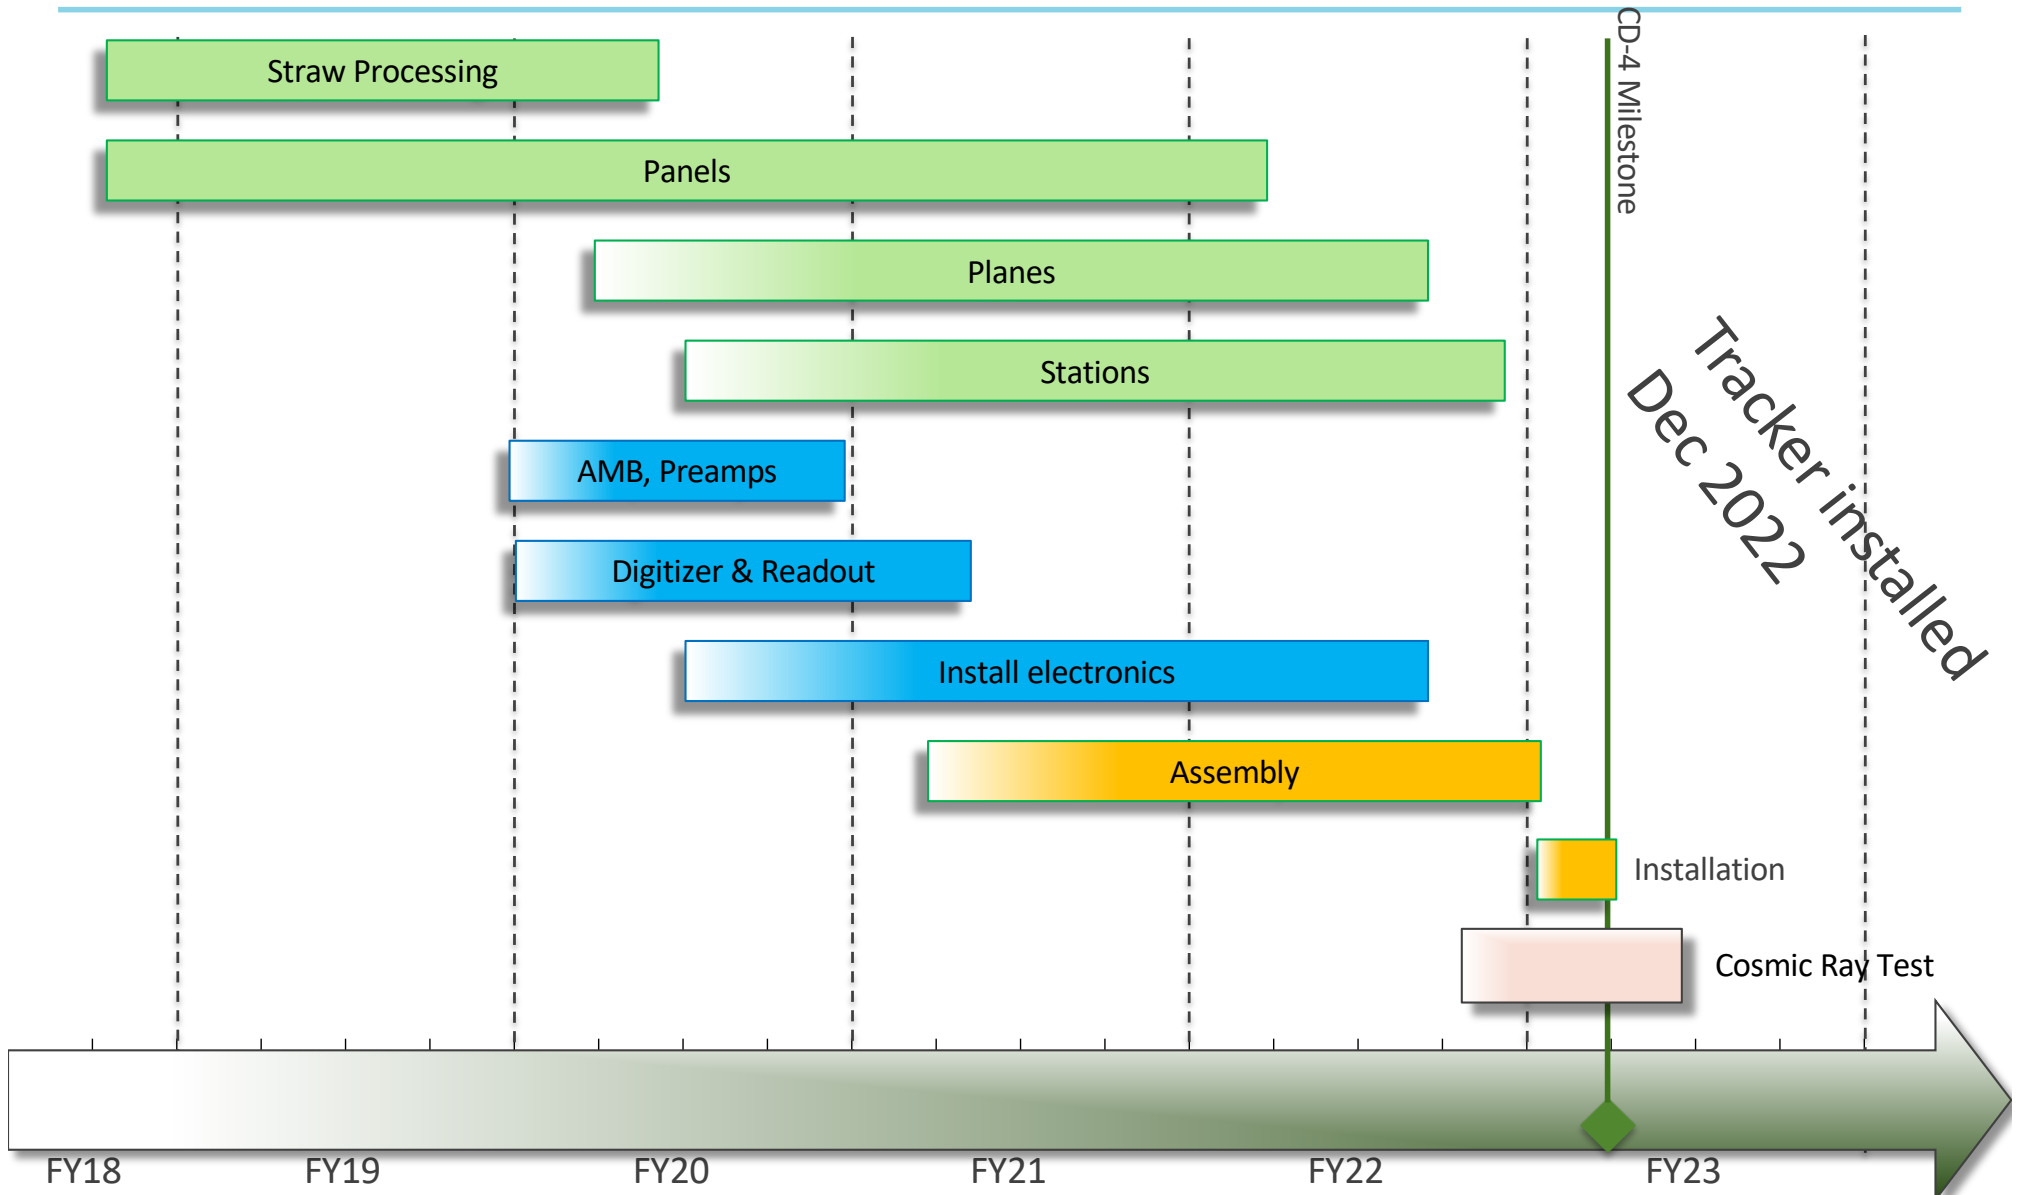 CD-4 Milestone
Straw Processing
Panels
Planes
Stations
Tracker installed
Dec 2022
AMB, Preamps
Digitizer & Readout
Install electronics
Assembly
Installation
Cosmic Ray Test
FY18 FY19 FY20 FY21 FY22 FY23